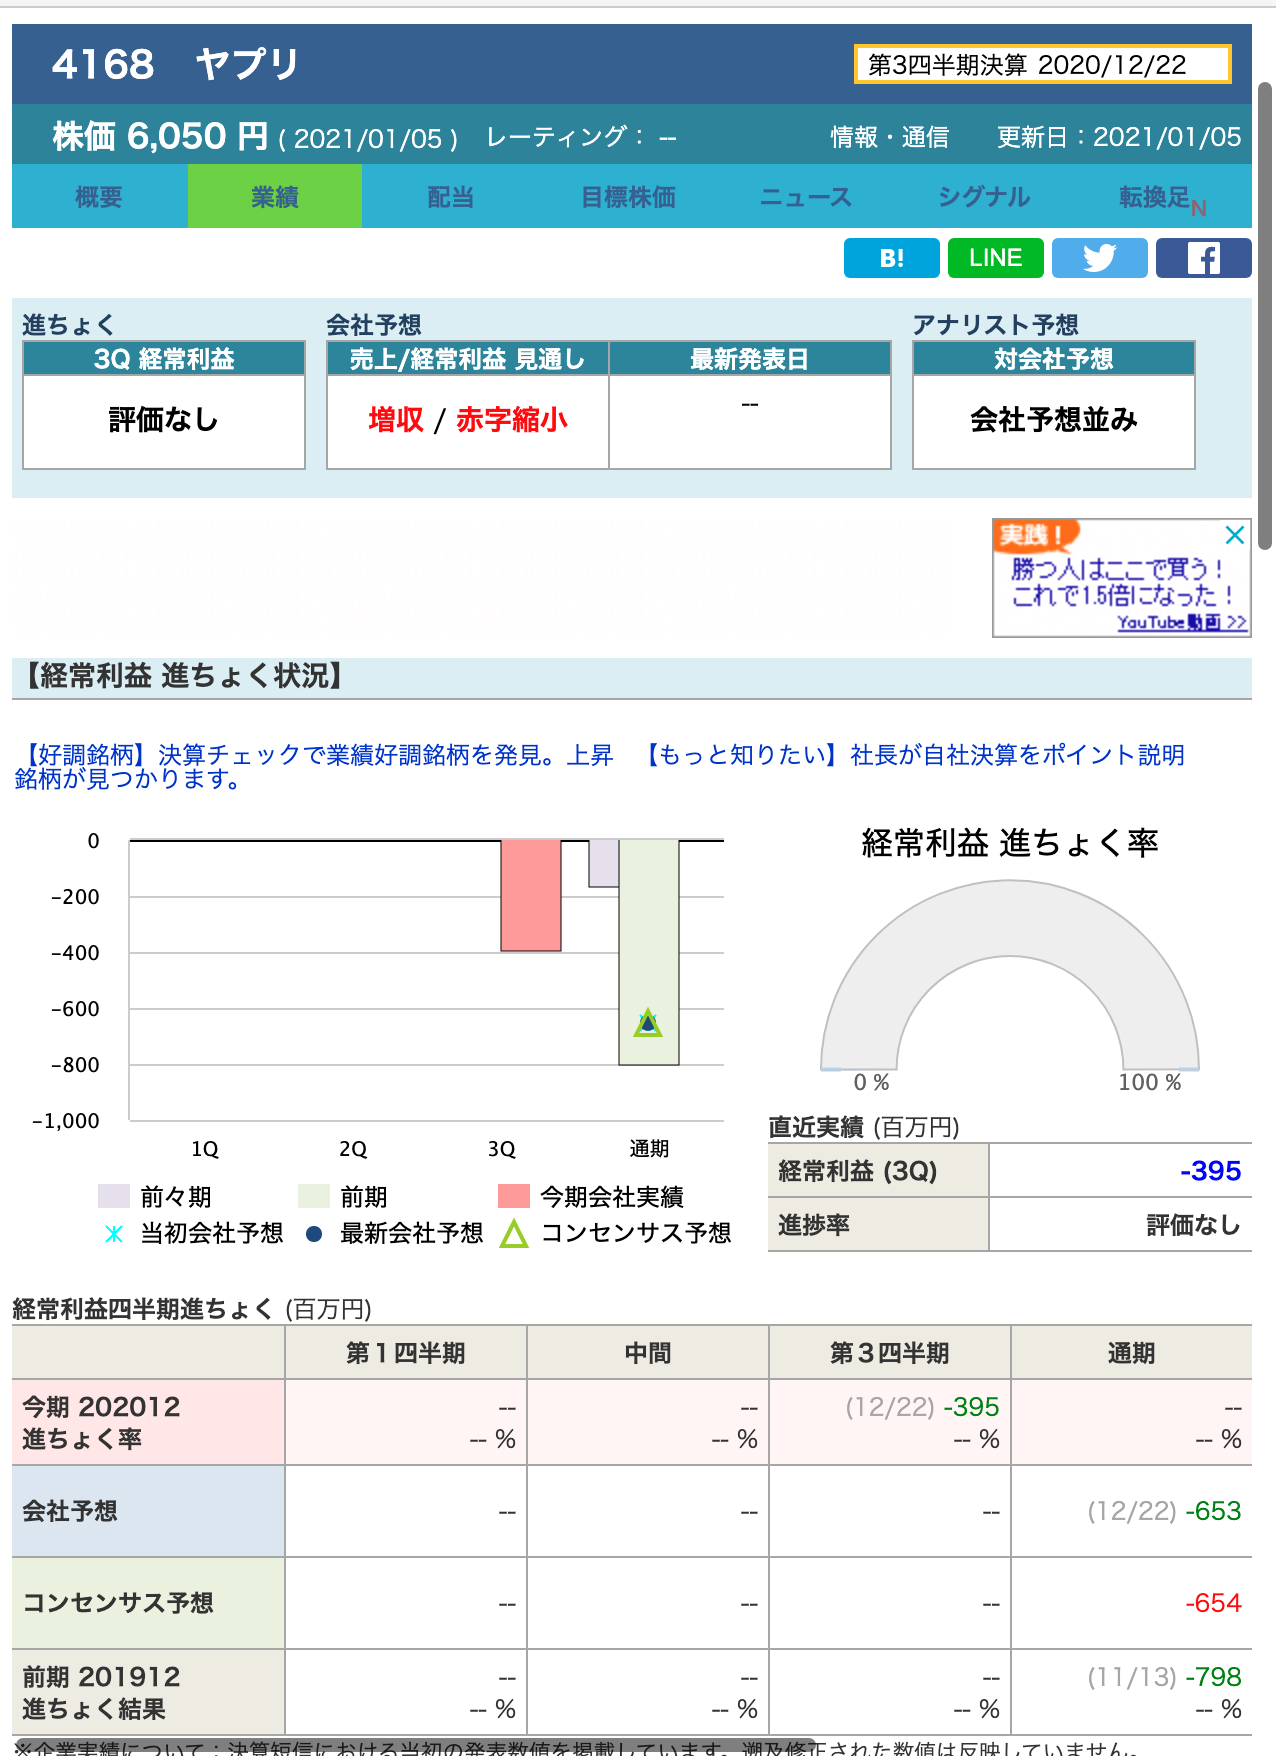 4168 ヤプリ
第3四半期決算 2020/12/22
株価 6,050 円 ( 2021/01/05 ) レーティング： --
情報・通信 更新日：2021/01/05
概要 業績 配当 目標株価 ニュース シグナル 転換足N
B! LINE
進ちょく 会社予想 アナリスト予想
3Q 経常利益 売上/経常利益 見通し 最新発表日 対会社予想
評価なし 増収 / 赤字縮小 -- 会社予想並み
実践！
勝つ人はここで買う！
これで1.5倍になった！
YouTube動画 >>
【経常利益 進ちょく状況】
【好調銘柄】決算チェックで業績好調銘柄を発見。上昇
銘柄が見つかります。
【もっと知りたい】社長が自社決算をポイント説明
0
-200
-400
-600
-800
-1,000
1Q 2Q 3Q 通期
前々期 前期 今期会社実績
当初会社予想 最新会社予想 コンセンサス予想
経常利益 進ちょく率
0 % 100 %
直近実績 (百万円)
経常利益 (3Q) -395
進捗率 評価なし
経常利益四半期進ちょく (百万円)
第１四半期 中間 第３四半期 通期
今期 202012 -- -- (12/22) -395 --
進ちょく率 -- % -- % -- % -- %
会社予想 -- -- -- (12/22) -653
コンセンサス予想 -- -- -- -654
前期 201912 -- -- -- (11/13) -798
進ちょく結果 -- % -- % -- % -- %
※企業実績について：決算短信における当初の発表数値を掲載しています。遡及修正された数値は反映していません。